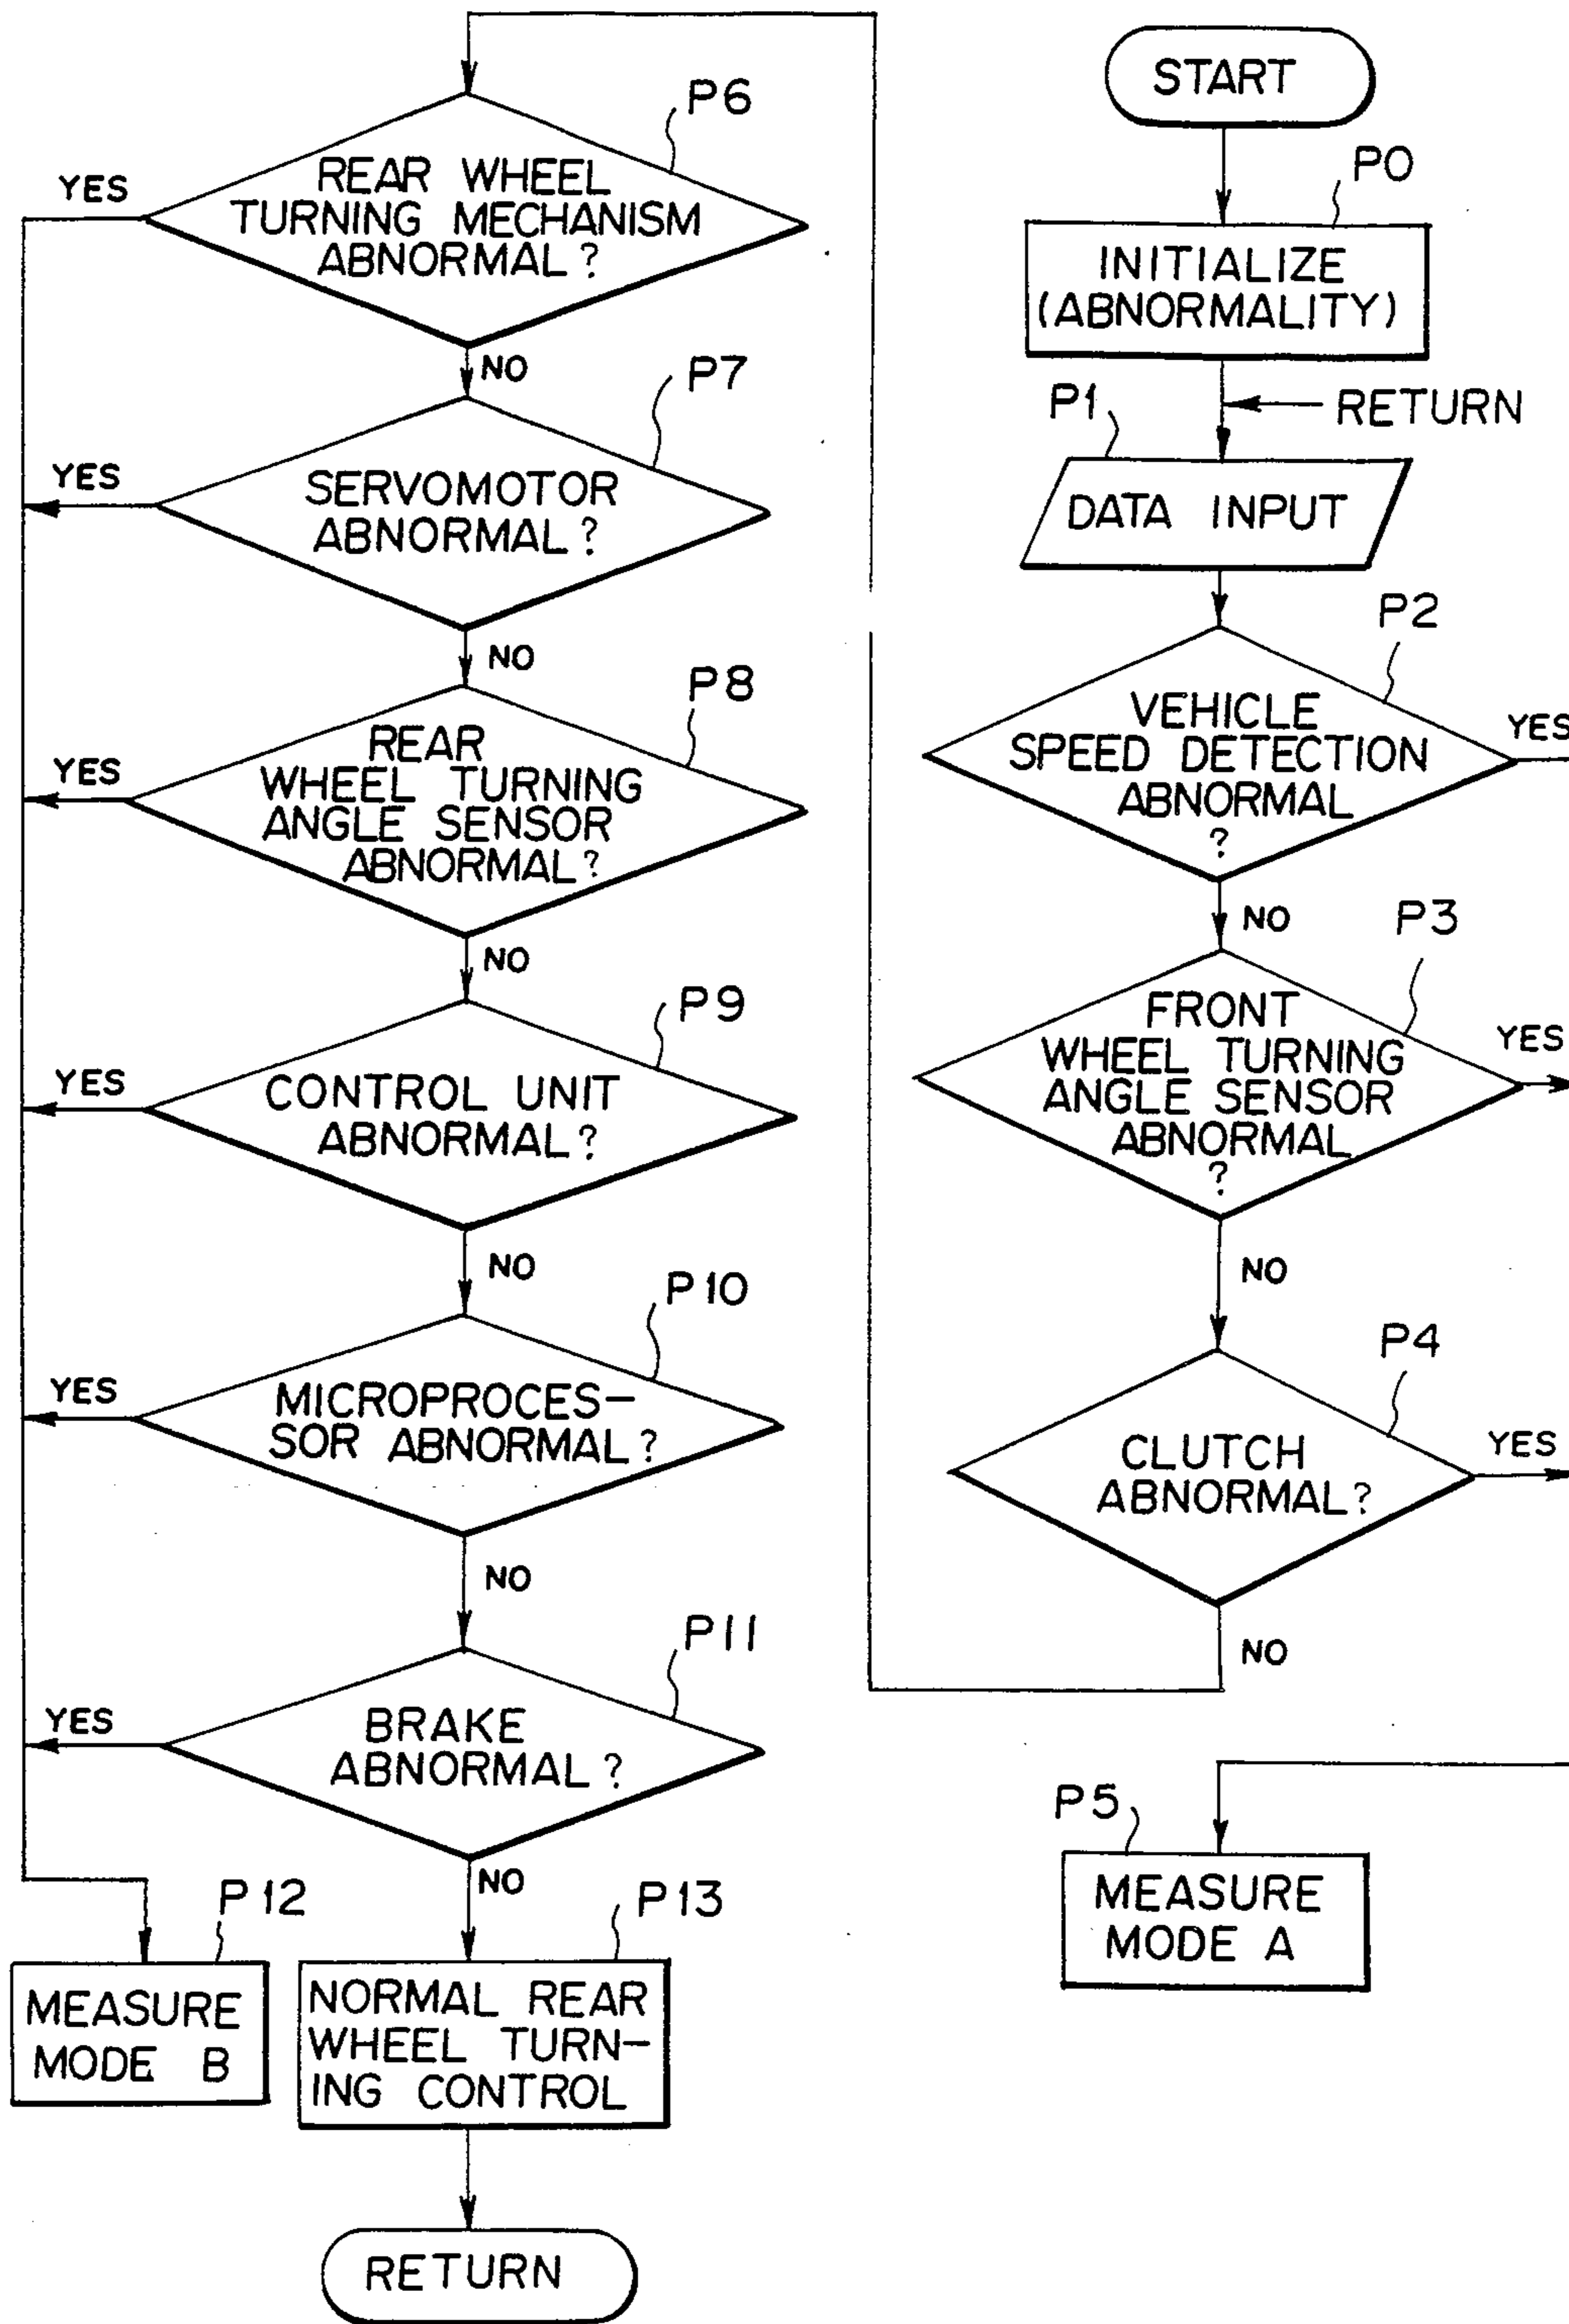 START
P0
INITIALIZE
(ABNORMALITY)
RETURN
P1
DATA INPUT
P2
VEHICLE
SPEED DETECTION
ABNORMAL
?
YES
NO
P3
FRONT
WHEEL TURNING
ANGLE SENSOR
ABNORMAL
?
YES
NO
P4
CLUTCH
ABNORMAL?
YES
NO
P5
MEASURE
MODE A
P6
REAR WHEEL
TURNING MECHANISM
ABNORMAL?
YES
NO
P7
SERVOMOTOR
ABNORMAL?
YES
NO
P8
REAR
WHEEL TURNING
ANGLE SENSOR
ABNORMAL?
YES
NO
P9
CONTROL UNIT
ABNORMAL?
YES
NO
P10
MICROPROCES-
SOR ABNORMAL?
YES
NO
P11
BRAKE
ABNORMAL?
YES
NO
P12
MEASURE
MODE B
P13
NORMAL REAR
WHEEL TURN-
ING CONTROL
RETURN